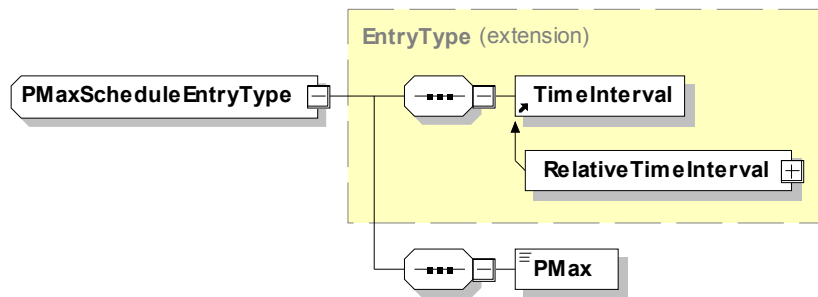 EntryType (extension)
PMaxScheduleEntryType
TimeInterval
RelativeTimeInterval
PMax